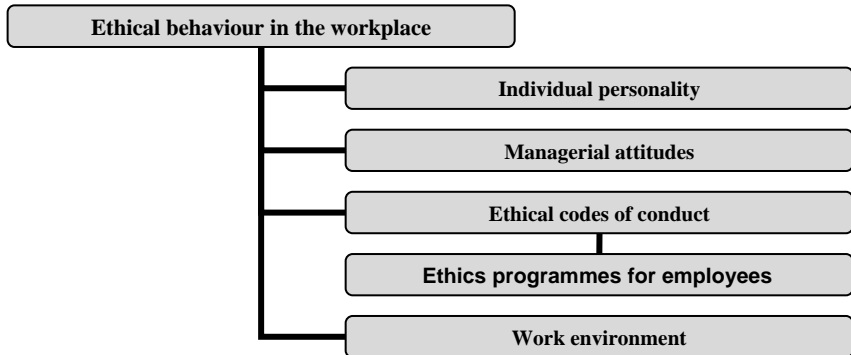 Ethical behaviour in the workplace
Individual personality
Managerial attitudes
Ethical codes of conduct
Ethics programmes for employees
Work environment